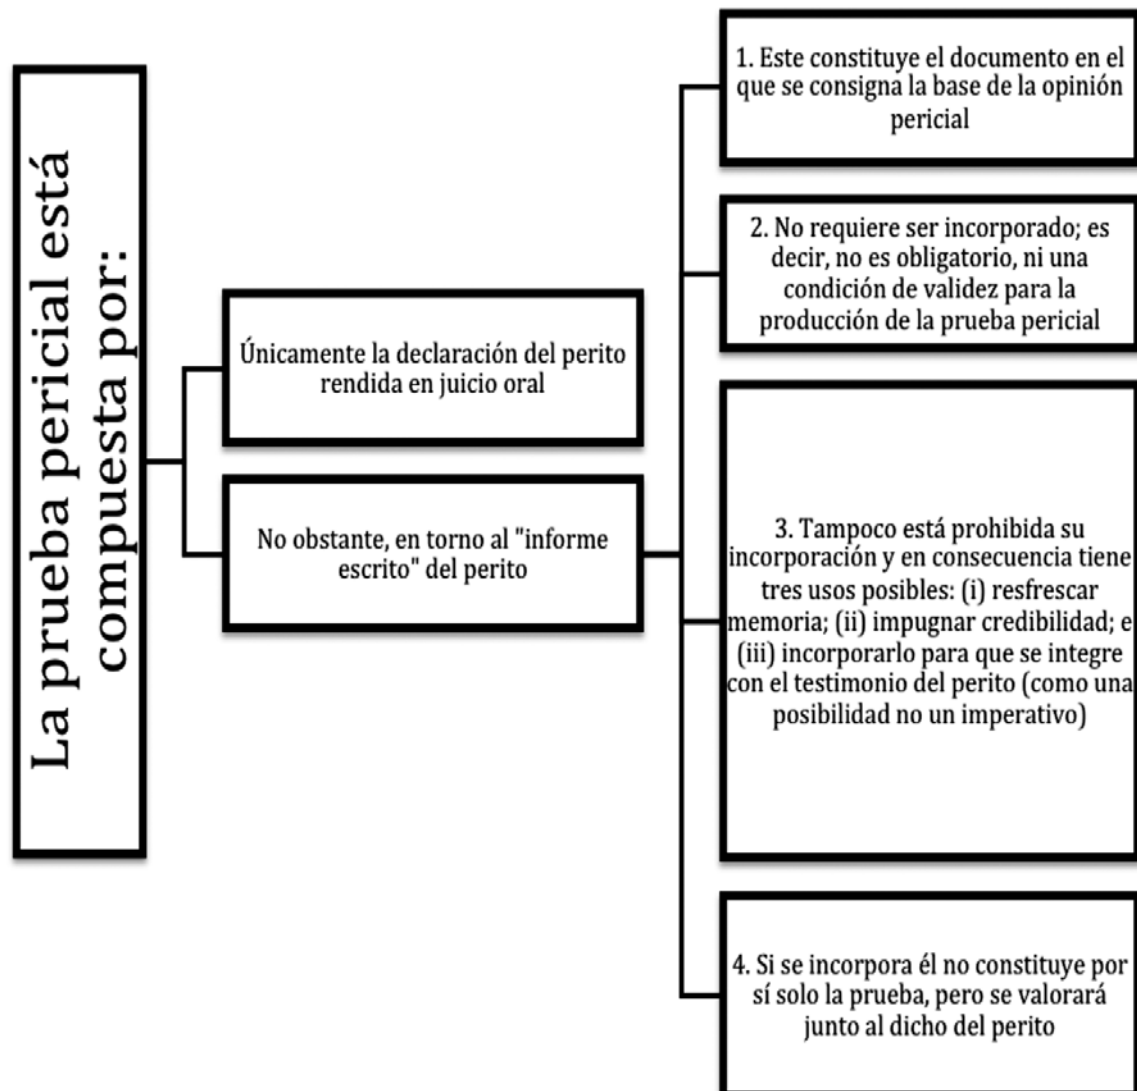 La prueba pericial está
compuesta por:
Únicamente la declaración del perito
rendida en juicio oral
No obstante, en torno al "informe
escrito" del perito
1. Este constituye el documento en el
que se consigna la base de la opinión
pericial
2. No requiere ser incorporado; es
decir, no es obligatorio, ni una
condición de validez para la
producción de la prueba pericial
3. Tampoco está prohibida su
incorporación y en consecuencia tiene
tres usos posibles: (i) resfrescar
memoria; (ii) impugnar credibilidad; e
(iii) incorporarlo para que se integre
con el testimonio del perito (como una
posibilidad no un imperativo)
4. Si se incorpora él no constituye por
sí solo la prueba, pero se valorará
junto al dicho del perito